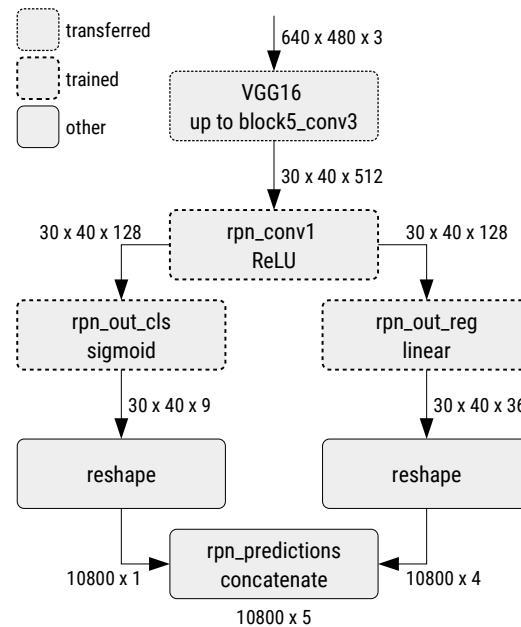 transferred
trained
other
640 x 480 x 3
VGG16
up to block5_conv3
30 x 40 x 512
rpn_conv1
ReLU
30 x 40 x 128
30 x 40 x 128
rpn_out_cls
sigmoid
rpn_out_reg
linear
30 x 40 x 9
30 x 40 x 36
reshape
reshape
rpn_predictions
concatenate
10800 x 1
10800 x 4
10800 x 5